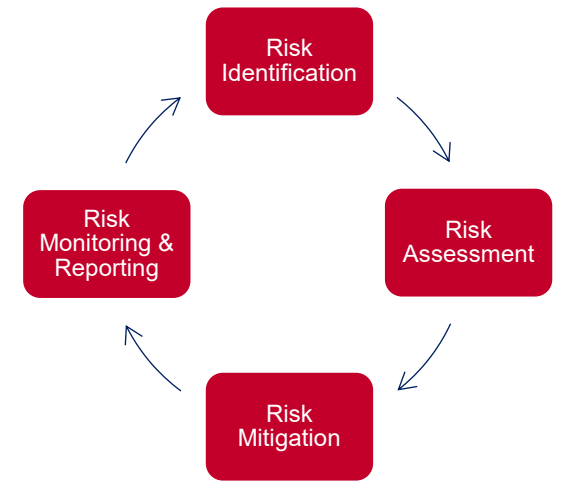 Risk
Identification
Risk
Assessment
Risk
Mitigation
Risk
Monitoring &
Reporting